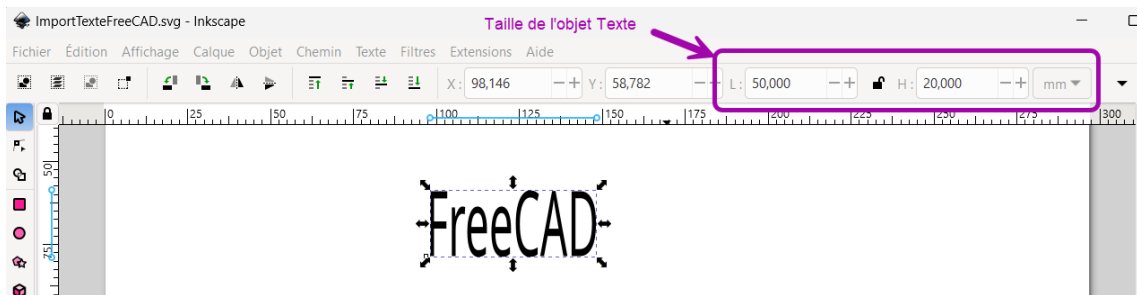 ImportTexteFreeCAD.svg - Inkscape
Taille de l'objet Texte
Fichier Édition Affichage Calque Objet Chemin Texte Filtres Extensions Aide
X: 98,146 Y: 58,782 L: 50,000 H: 20,000 mm
0 25 50 75 100 125 150 175 200 225 250 275 300
50
75
FreeCAD